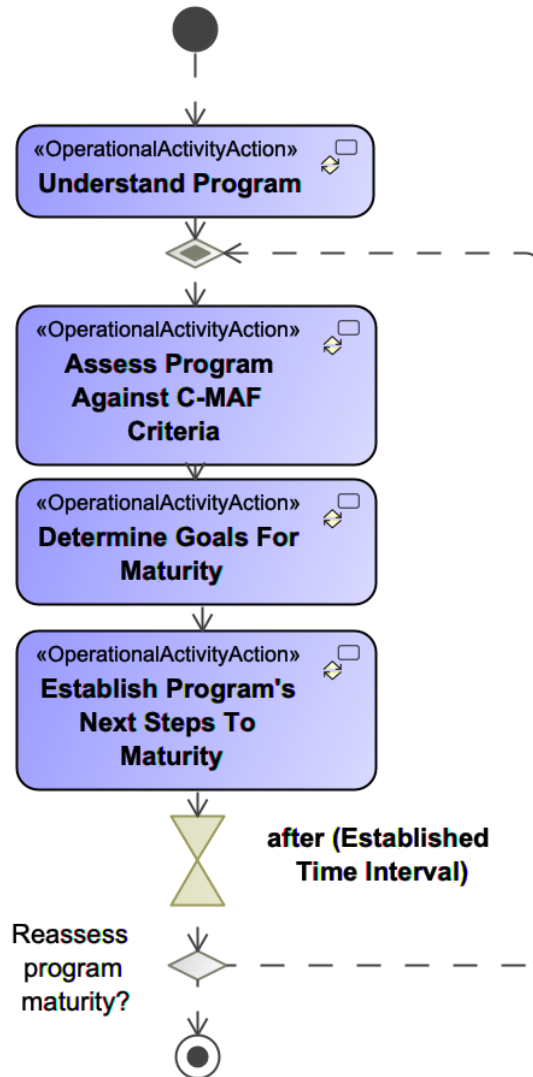 «OperationalActivityAction»
Understand Program
«OperationalActivityAction»
Assess Program
Against C-MAF
Criteria
«OperationalActivityAction»
Determine Goals For
Maturity
«OperationalActivityAction»
Establish Program's
Next Steps To
Maturity
after (Established
Time Interval)
Reassess
program
maturity?